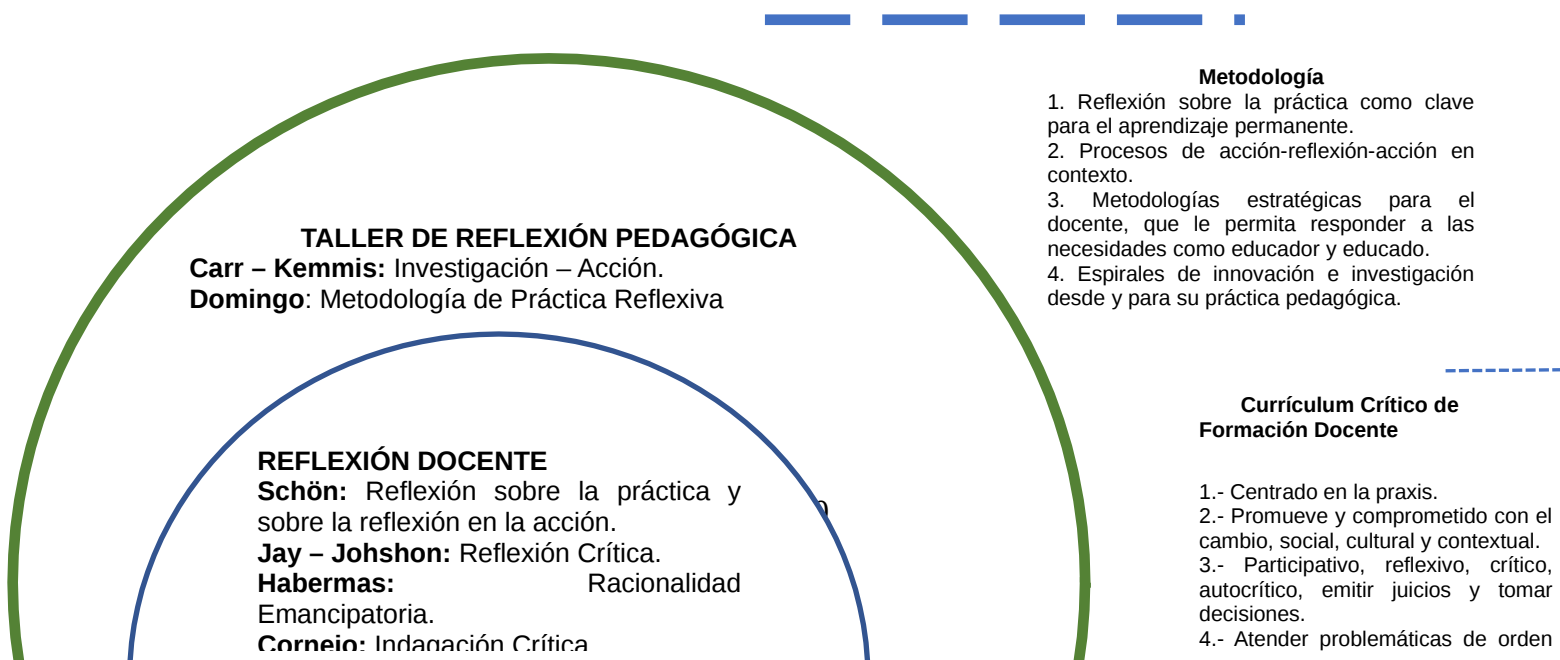 Metodología
1. Reflexión sobre la práctica como clave
para el aprendizaje permanente.
2. Procesos de acción-reflexión-acción en
contexto.
3. Metodologías estratégicas para el
docente, que le permita responder a las
necesidades como educador y educado.
4. Espirales de innovación e investigación
desde y para su práctica pedagógica.
TALLER DE REFLEXIÓN PEDAGÓGICA
Carr – Kemmis: Investigación – Acción.
Domingo: Metodología de Práctica Reflexiva
REFLEXIÓN DOCENTE
Schön: Reflexión sobre la práctica y
sobre la reflexión en la acción.
Jay – Johshon: Reflexión Crítica.
Habermas: Racionalidad
Emancipatoria.
Cornejo: Indagación Crítica
Currículum Crítico de
Formación Docente
1.- Centrado en la praxis.
2.- Promueve y comprometido con el
cambio, social, cultural y contextual.
3.- Participativo, reflexivo, crítico,
autocrítico, emitir juicios y tomar
decisiones.
4.- Atender problemáticas de orden